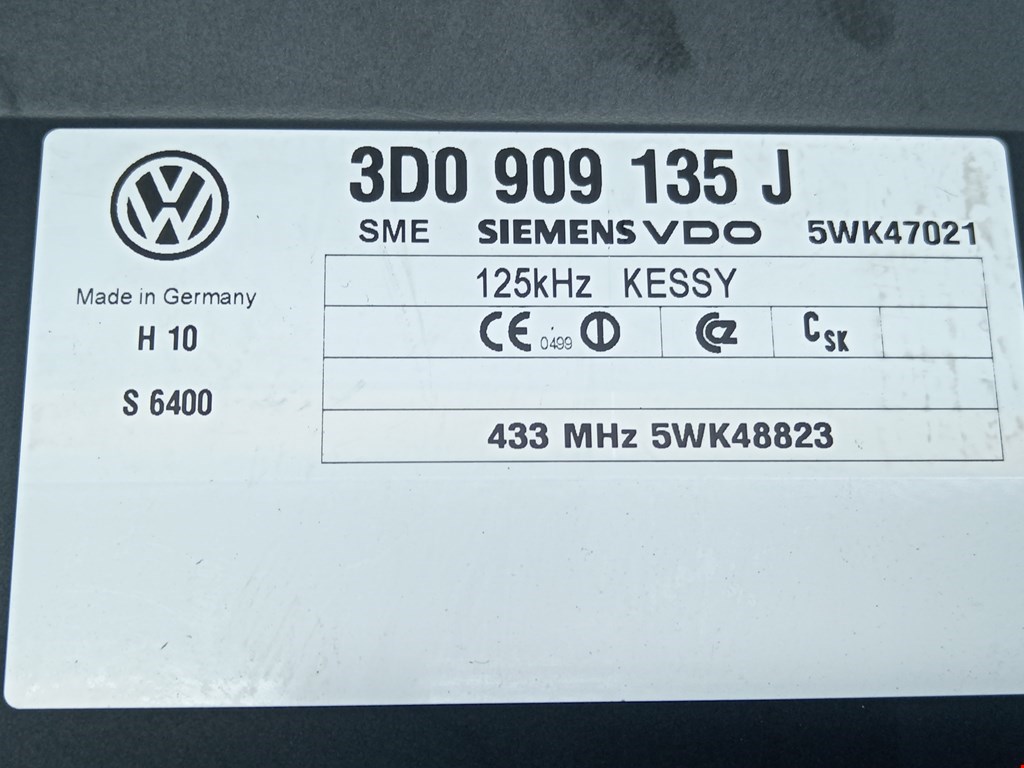 3D0 909 135 J
SME SIEMENS VDO 5WK47021
125kHz KESSY
Made in Germany
H 10
CE 0499 CZ CSK
S 6400
433 MHz 5WK48823